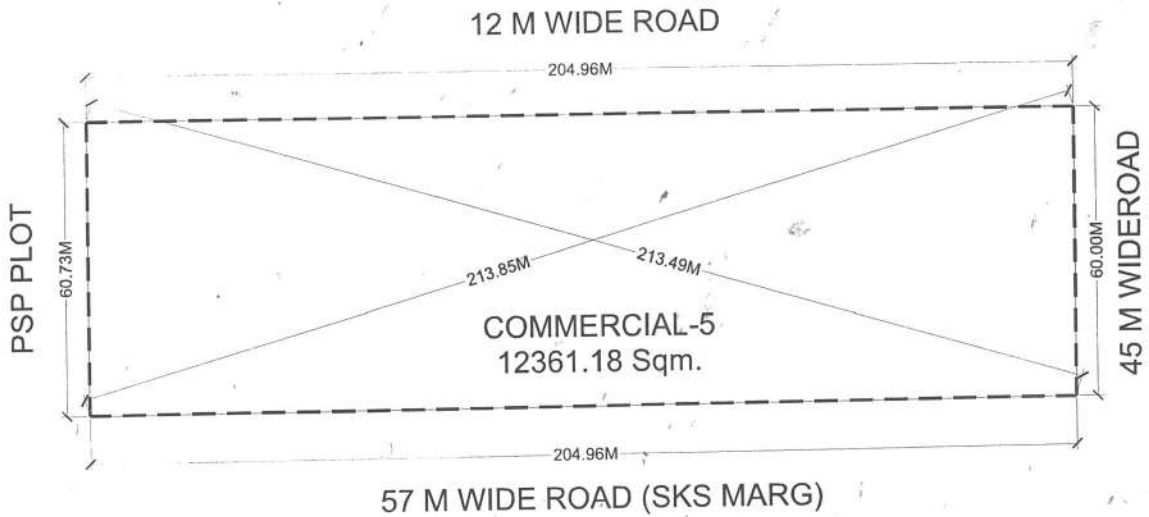 12 M WIDE ROAD
204.96M
PSP PLOT
60.73M
213.85M
213.49M
60.00M
45 M WIDEROAD
COMMERCIAL-5
12361.18 Sqm.
204.96M
57 M WIDE ROAD (SKS MARG)